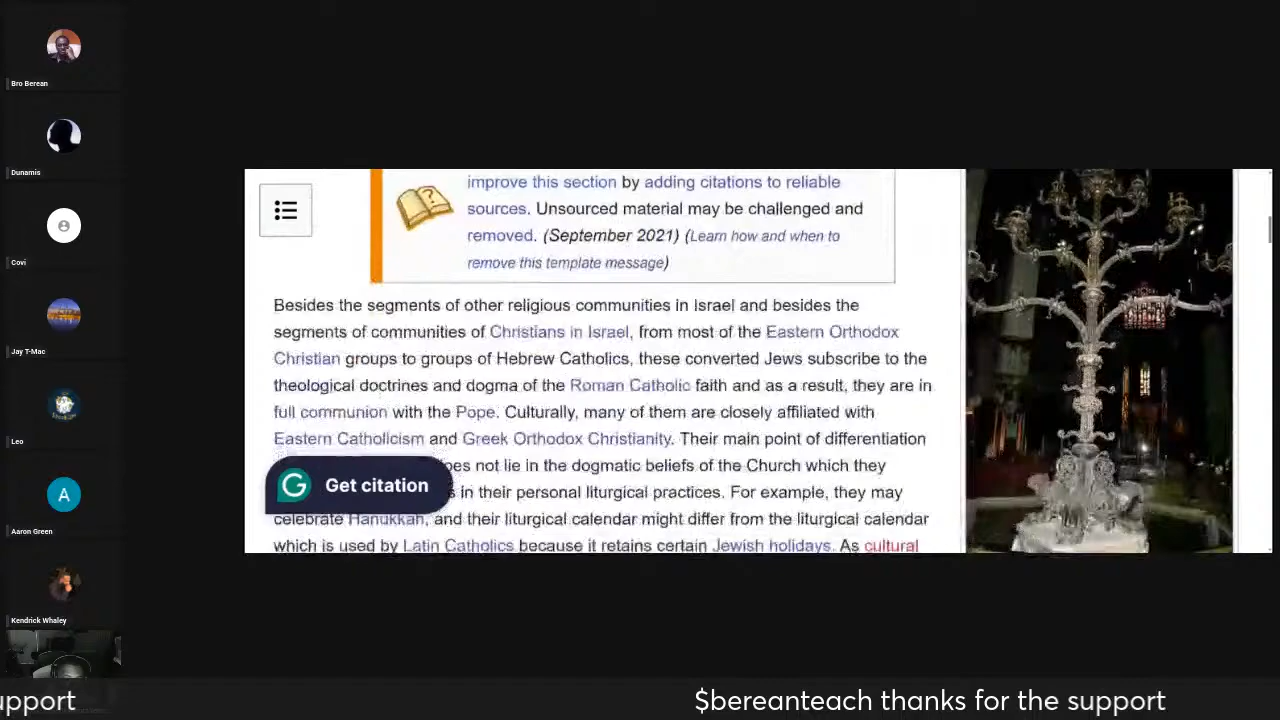 Bro Berean
Dunamis
Covi
Jay T-Mac
Leo
A
Aaron Green
Kendrick Whaley
improve this section by adding citations to reliable
sources. Unsourced material may be challenged and
removed. (September 2021) (Learn how and when to
remove this template message)
Besides the segments of other religious communities in Israel and besides the
segments of communities of Christians in Israel, from most of the Eastern Orthodox
Christian groups to groups of Hebrew Catholics, these converted Jews subscribe to the
theological doctrines and dogma of the Roman Catholic faith and as a result, they are in
full communion with the Pope. Culturally, many of them are closely affiliated with
Eastern Catholicism and Greek Orthodox Christianity. Their main point of differentiation
oes not lie in the dogmatic beliefs of the Church which they
Get citation
s in their personal liturgical practices. For example, they may
celebrate Hanukkah, and their liturgical calendar might differ from the liturgical calendar
which is used by Latin Catholics because it retains certain Jewish holidays. As cultural
upport
$bereanteach thanks for the support